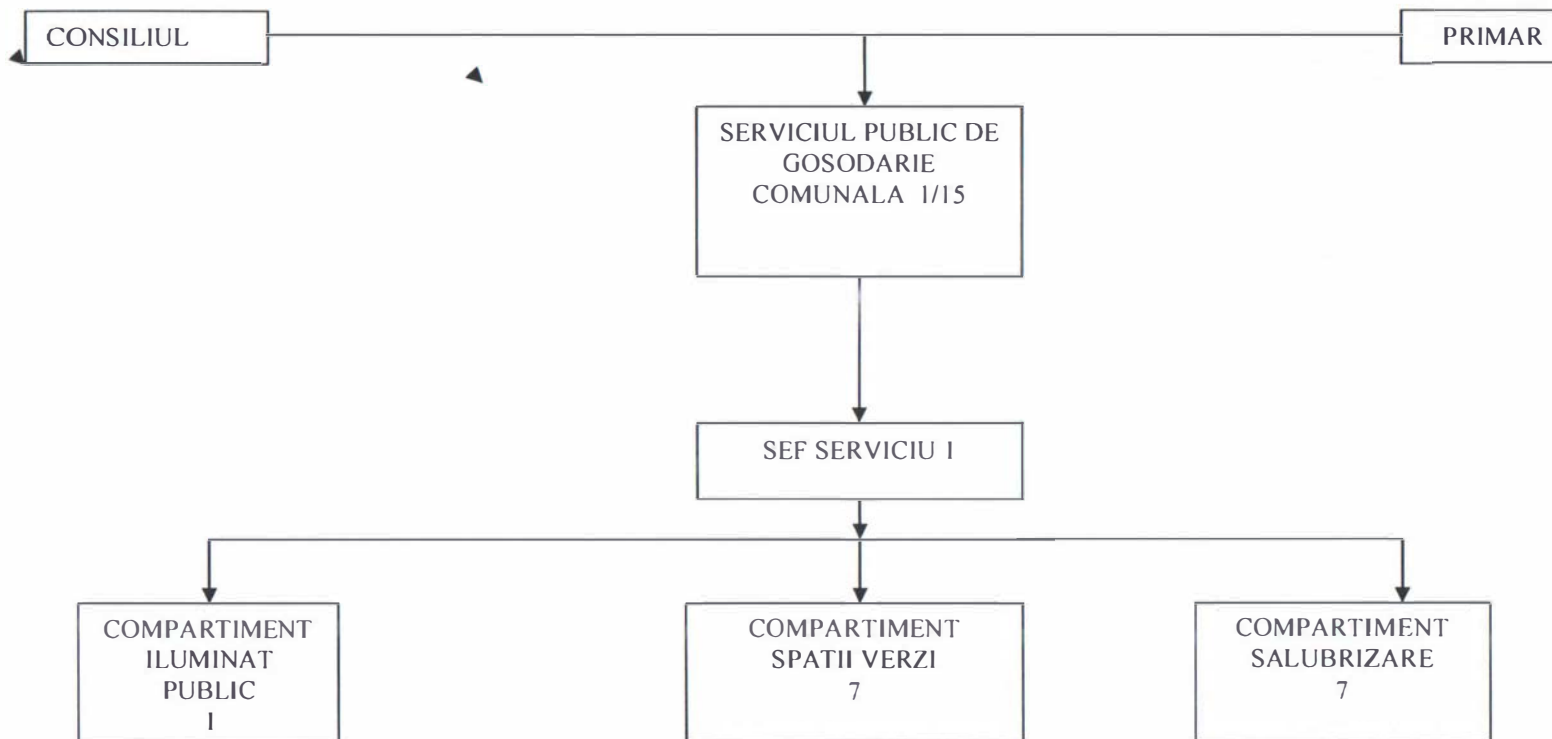 CONSILIUL
PRIMAR
SERVICIUL PUBLIC DE
GOSODARIE
COMUNALA 1/15
SEF SERVICIU 1
COMPARTIMENT
ILUMINAT
PUBLIC
1
COMPARTIMENT
SPATII VERZI
7
COMPARTIMENT
SALUBRIZARE
7